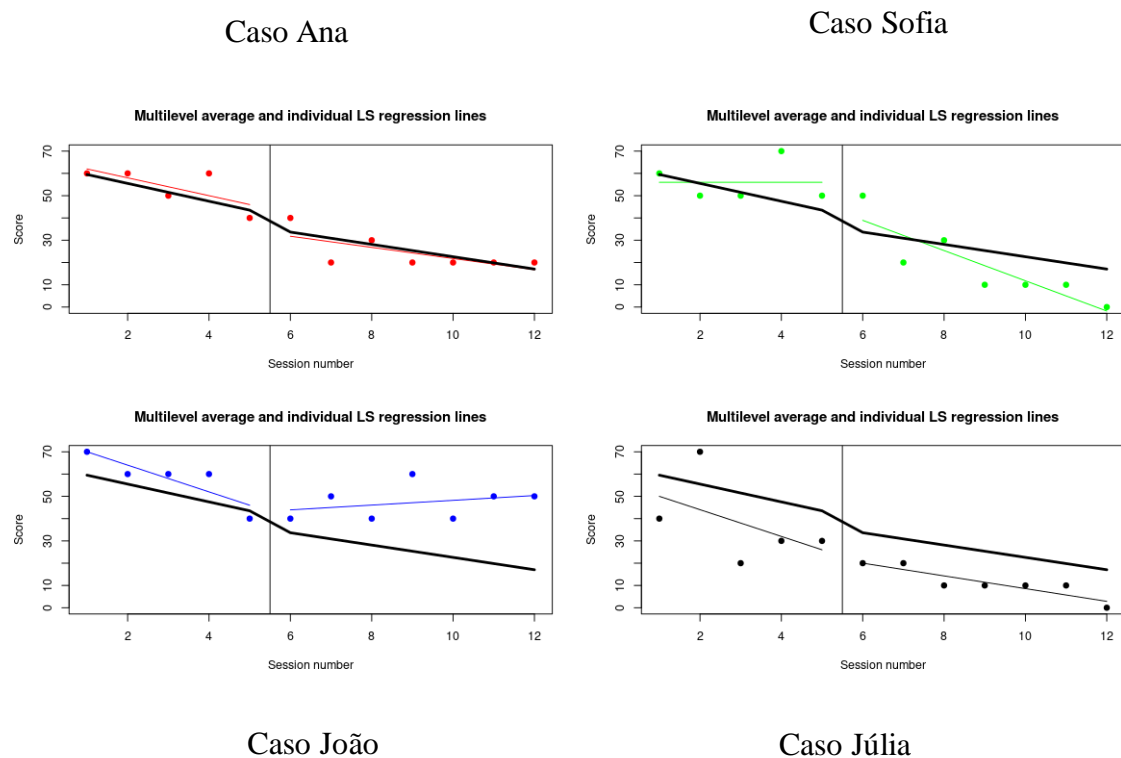 Caso Ana
Caso Sofia
Multilevel average and individual LS regression lines
Score
0 10 30 50 70
2 4 6 8 10 12
Session number
Multilevel average and individual LS regression lines
Score
0 10 30 50 70
2 4 6 8 10 12
Session number
Multilevel average and individual LS regression lines
Score
0 10 30 50 70
2 4 6 8 10 12
Session number
Multilevel average and individual LS regression lines
Score
0 10 30 50 70
2 4 6 8 10 12
Session number
Caso João
Caso Júlia